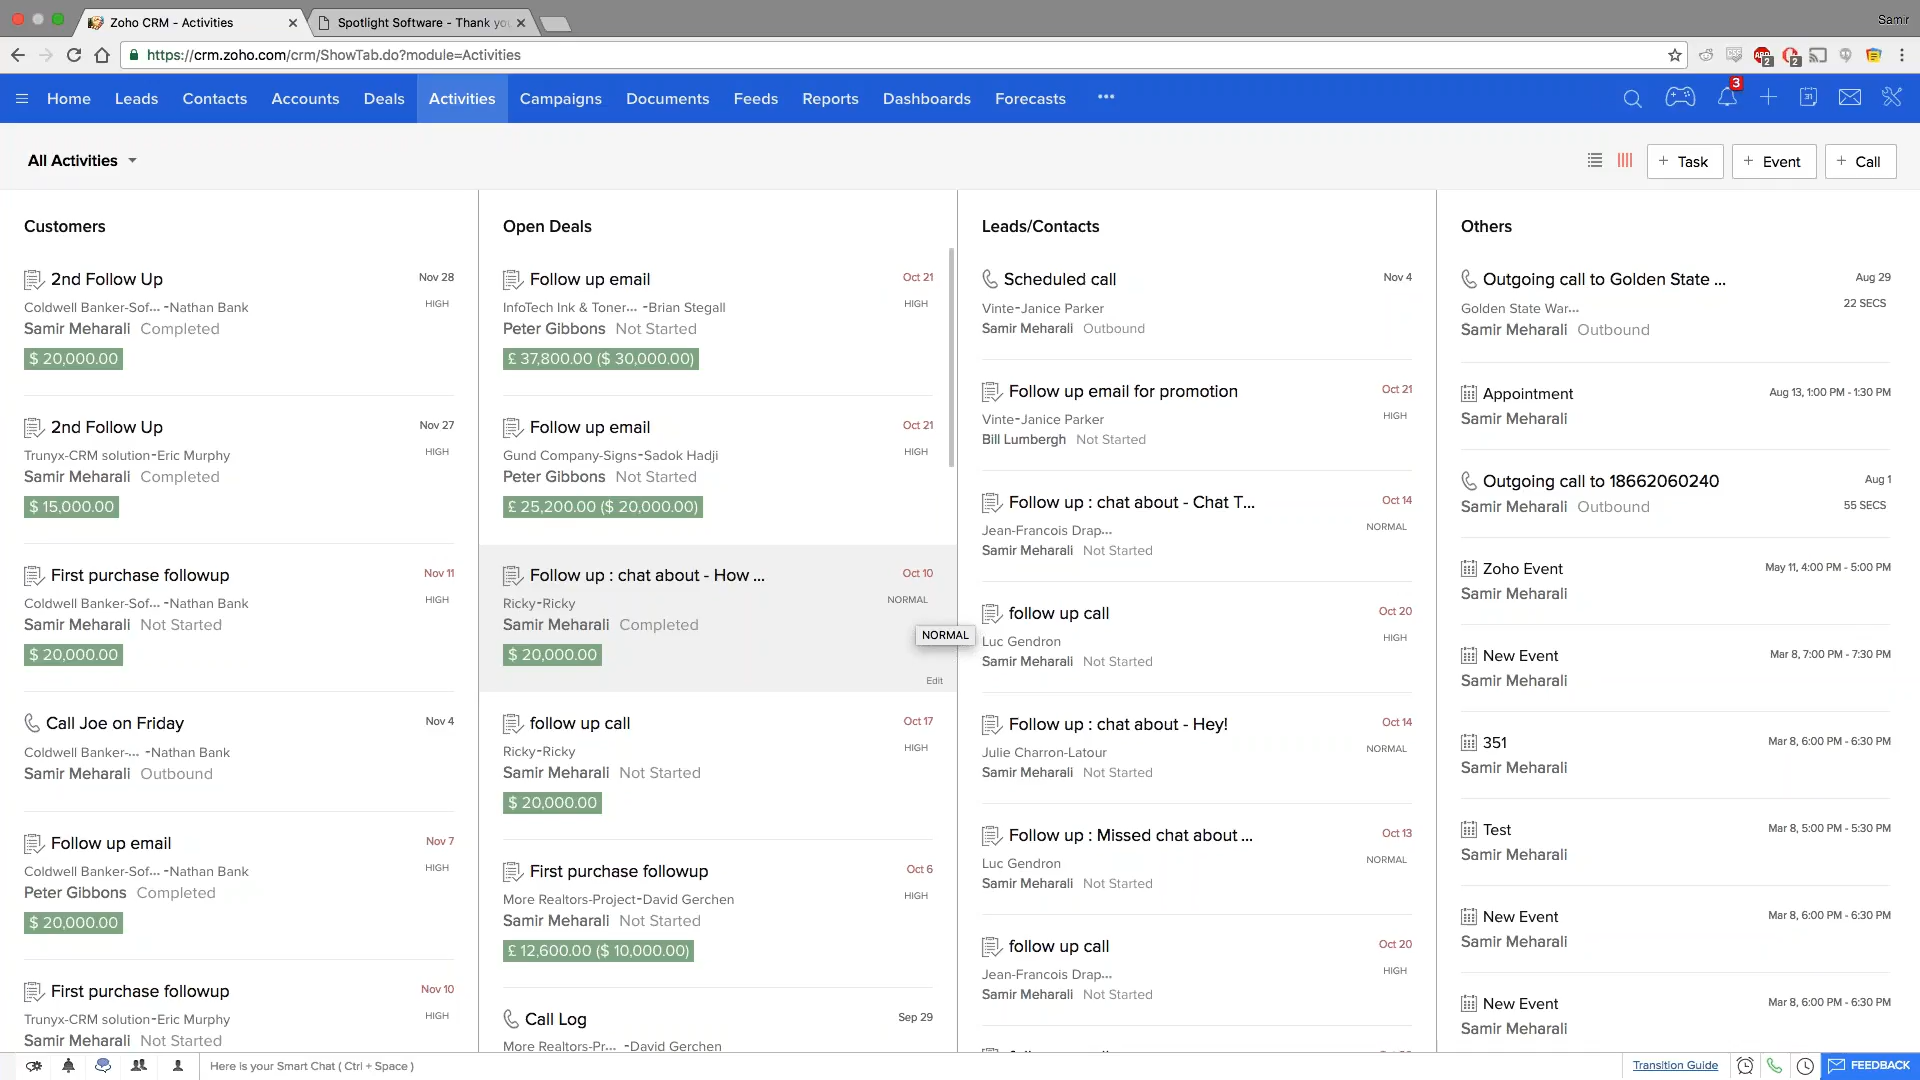 Zoho CRM - Activities
Spotlight Software - Thank you
Samir
https://crm.zoho.com/crm/ShowTab.do?module=Activities
2
2
Home Leads Contacts Accounts Deals Activities Campaigns Documents Feeds Reports Dashboards Forecasts •••
3
31
All Activities
+ Task
+ Event
+ Call
Customers
2nd Follow Up Nov 28
Coldwell Banker-Sof... -Nathan Bank HIGH
Samir Meharali Completed
$ 20,000.00
2nd Follow Up Nov 27
Trunyx-CRM solution-Eric Murphy HIGH
Samir Meharali Completed
$ 15,000.00
First purchase followup Nov 11
Coldwell Banker-Sof... -Nathan Bank HIGH
Samir Meharali Not Started
$ 20,000.00
Call Joe on Friday Nov 4
Coldwell Banker-... -Nathan Bank
Samir Meharali Outbound
Follow up email Nov 7
Coldwell Banker-Sof... -Nathan Bank HIGH
Peter Gibbons Completed
$ 20,000.00
First purchase followup Nov 10
Trunyx-CRM solution-Eric Murphy HIGH
Samir Meharali Not Started
Open Deals
Follow up email Oct 21
InfoTech Ink & Toner... -Brian Stegall HIGH
Peter Gibbons Not Started
£ 37,800.00 ($ 30,000.00)
Follow up email Oct 21
Gund Company-Signs-Sadok Hadji HIGH
Peter Gibbons Not Started
£ 25,200.00 ($ 20,000.00)
Follow up : chat about - How ... Oct 10
Ricky-Ricky NORMAL
Samir Meharali Completed
NORMAL
$ 20,000.00
Edit
follow up call Oct 17
Ricky-Ricky HIGH
Samir Meharali Not Started
$ 20,000.00
First purchase followup Oct 6
More Realtors-Project-David Gerchen HIGH
Samir Meharali Not Started
£ 12,600.00 ($ 10,000.00)
Call Log Sep 29
More Realtors-Pr... -David Gerchen
Leads/Contacts
Scheduled call Nov 4
Vinte-Janice Parker
Samir Meharali Outbound
Follow up email for promotion Oct 21
Vinte-Janice Parker HIGH
Bill Lumbergh Not Started
Follow up : chat about - Chat T... Oct 14
Jean-Francois Drap... NORMAL
Samir Meharali Not Started
follow up call Oct 20
Luc Gendron HIGH
Samir Meharali Not Started
Follow up : chat about - Hey! Oct 14
Julie Charron-Latour NORMAL
Samir Meharali Not Started
Follow up : Missed chat about ... Oct 13
Luc Gendron NORMAL
Samir Meharali Not Started
follow up call Oct 20
Jean-Francois Drap... HIGH
Samir Meharali Not Started
Others
Outgoing call to Golden State ... Aug 29
Golden State War... 22 SECS
Samir Meharali Outbound
Appointment Aug 13, 1:00 PM - 1:30 PM
Samir Meharali
Outgoing call to 18662060240 Aug 1
Samir Meharali Outbound 55 SECS
Zoho Event May 11, 4:00 PM - 5:00 PM
Samir Meharali
New Event Mar 8, 7:00 PM - 7:30 PM
Samir Meharali
351 Mar 8, 6:00 PM - 6:30 PM
Samir Meharali
Test Mar 8, 5:00 PM - 5:30 PM
Samir Meharali
New Event Mar 8, 6:00 PM - 6:30 PM
Samir Meharali
New Event Mar 8, 6:00 PM - 6:30 PM
Samir Meharali
Here is your Smart Chat ( Ctrl + Space )
Transition Guide
FEEDBACK